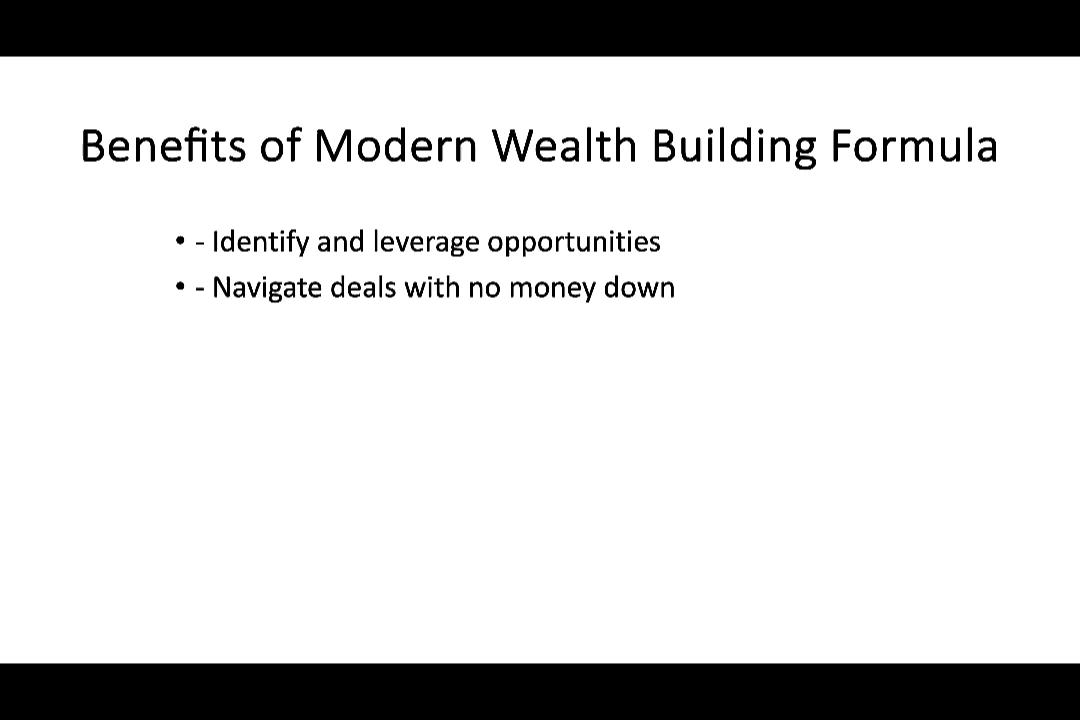 Benefits of Modern Wealth Building Formula
• - Identify and leverage opportunities
• - Navigate deals with no money down